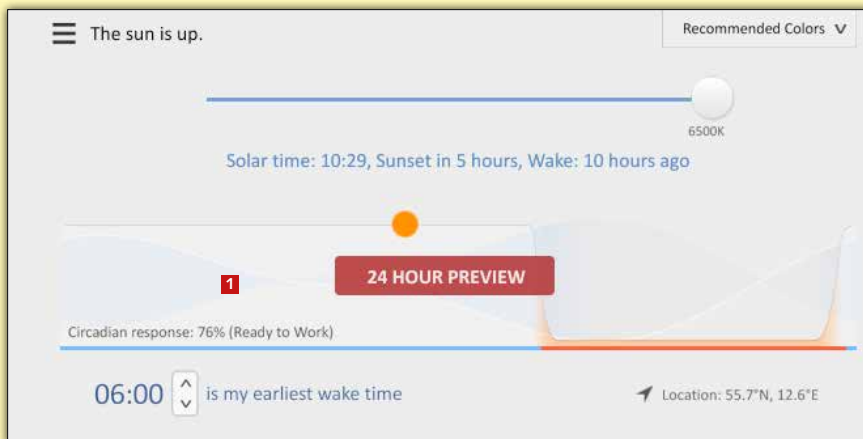 The sun is up.
Recommended Colors V
6500K
Solar time: 10:29, Sunset in 5 hours, Wake: 10 hours ago
1
24 HOUR PREVIEW
Circadian response: 76% (Ready to Work)
06:00 is my earliest wake time
Location: 55.7°N, 12.6°E